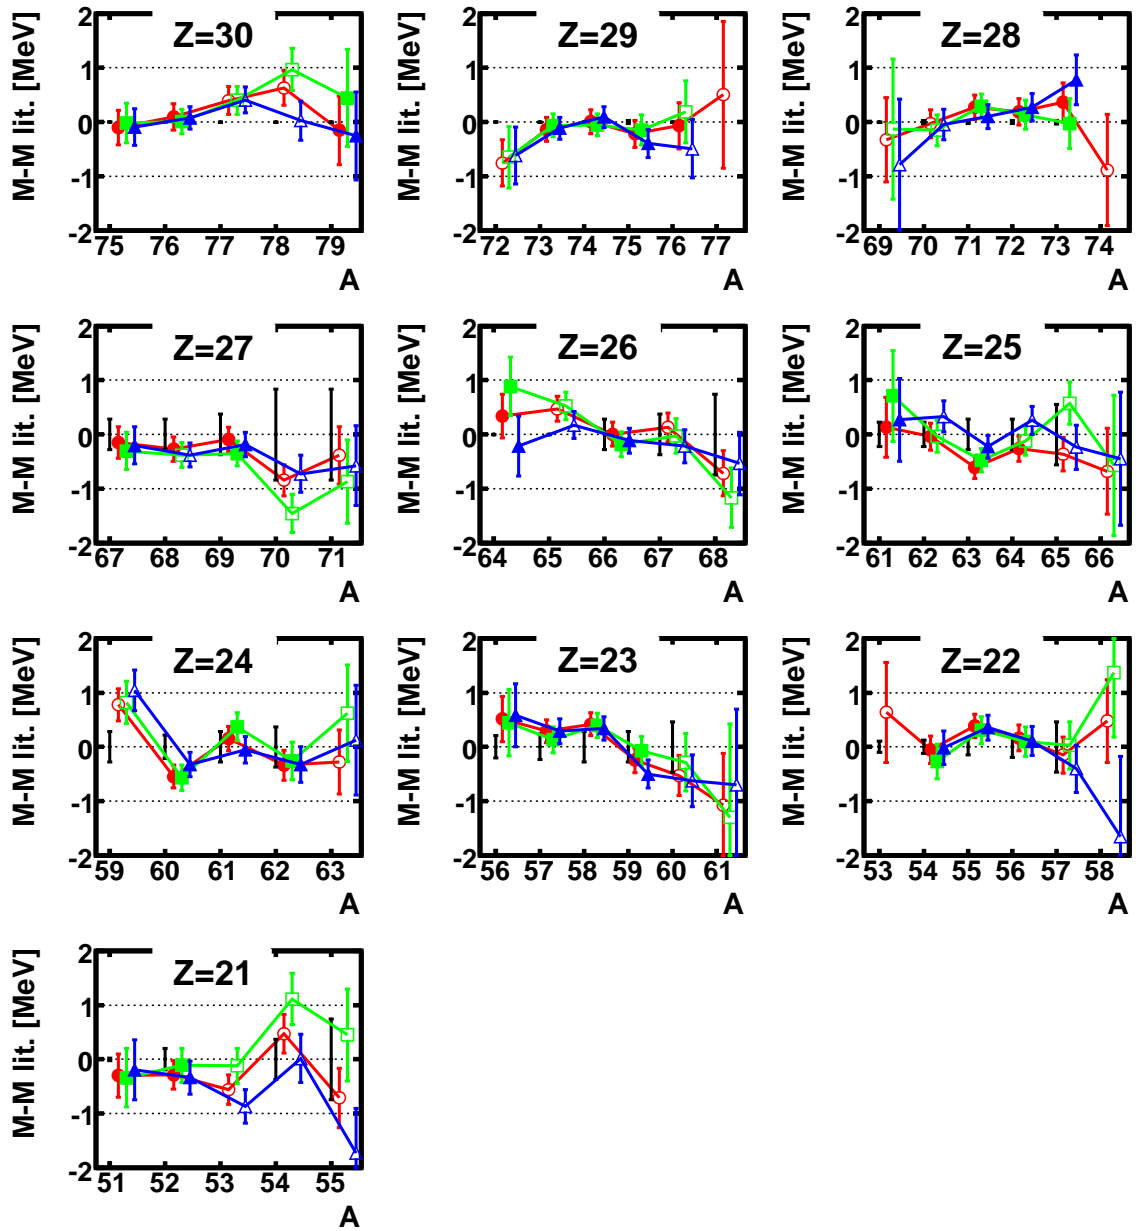 Z=30
M-M lit. [MeV]
2
1
0
-1
-2
75 76 77 78 79
A
Z=29
M-M lit. [MeV]
2
1
0
-1
-2
72 73 74 75 76 77
A
Z=28
M-M lit. [MeV]
2
1
0
-1
-2
69 70 71 72 73 74
A
Z=27
M-M lit. [MeV]
2
1
0
-1
-2
67 68 69 70 71
A
Z=26
M-M lit. [MeV]
2
1
0
-1
-2
64 65 66 67 68
A
Z=25
M-M lit. [MeV]
2
1
0
-1
-2
61 62 63 64 65 66
A
Z=24
M-M lit. [MeV]
2
1
0
-1
-2
59 60 61 62 63
A
Z=23
M-M lit. [MeV]
2
1
0
-1
-2
56 57 58 59 60 61
A
Z=22
M-M lit. [MeV]
2
1
0
-1
-2
53 54 55 56 57 58
A
Z=21
M-M lit. [MeV]
2
1
0
-1
-2
51 52 53 54 55
A